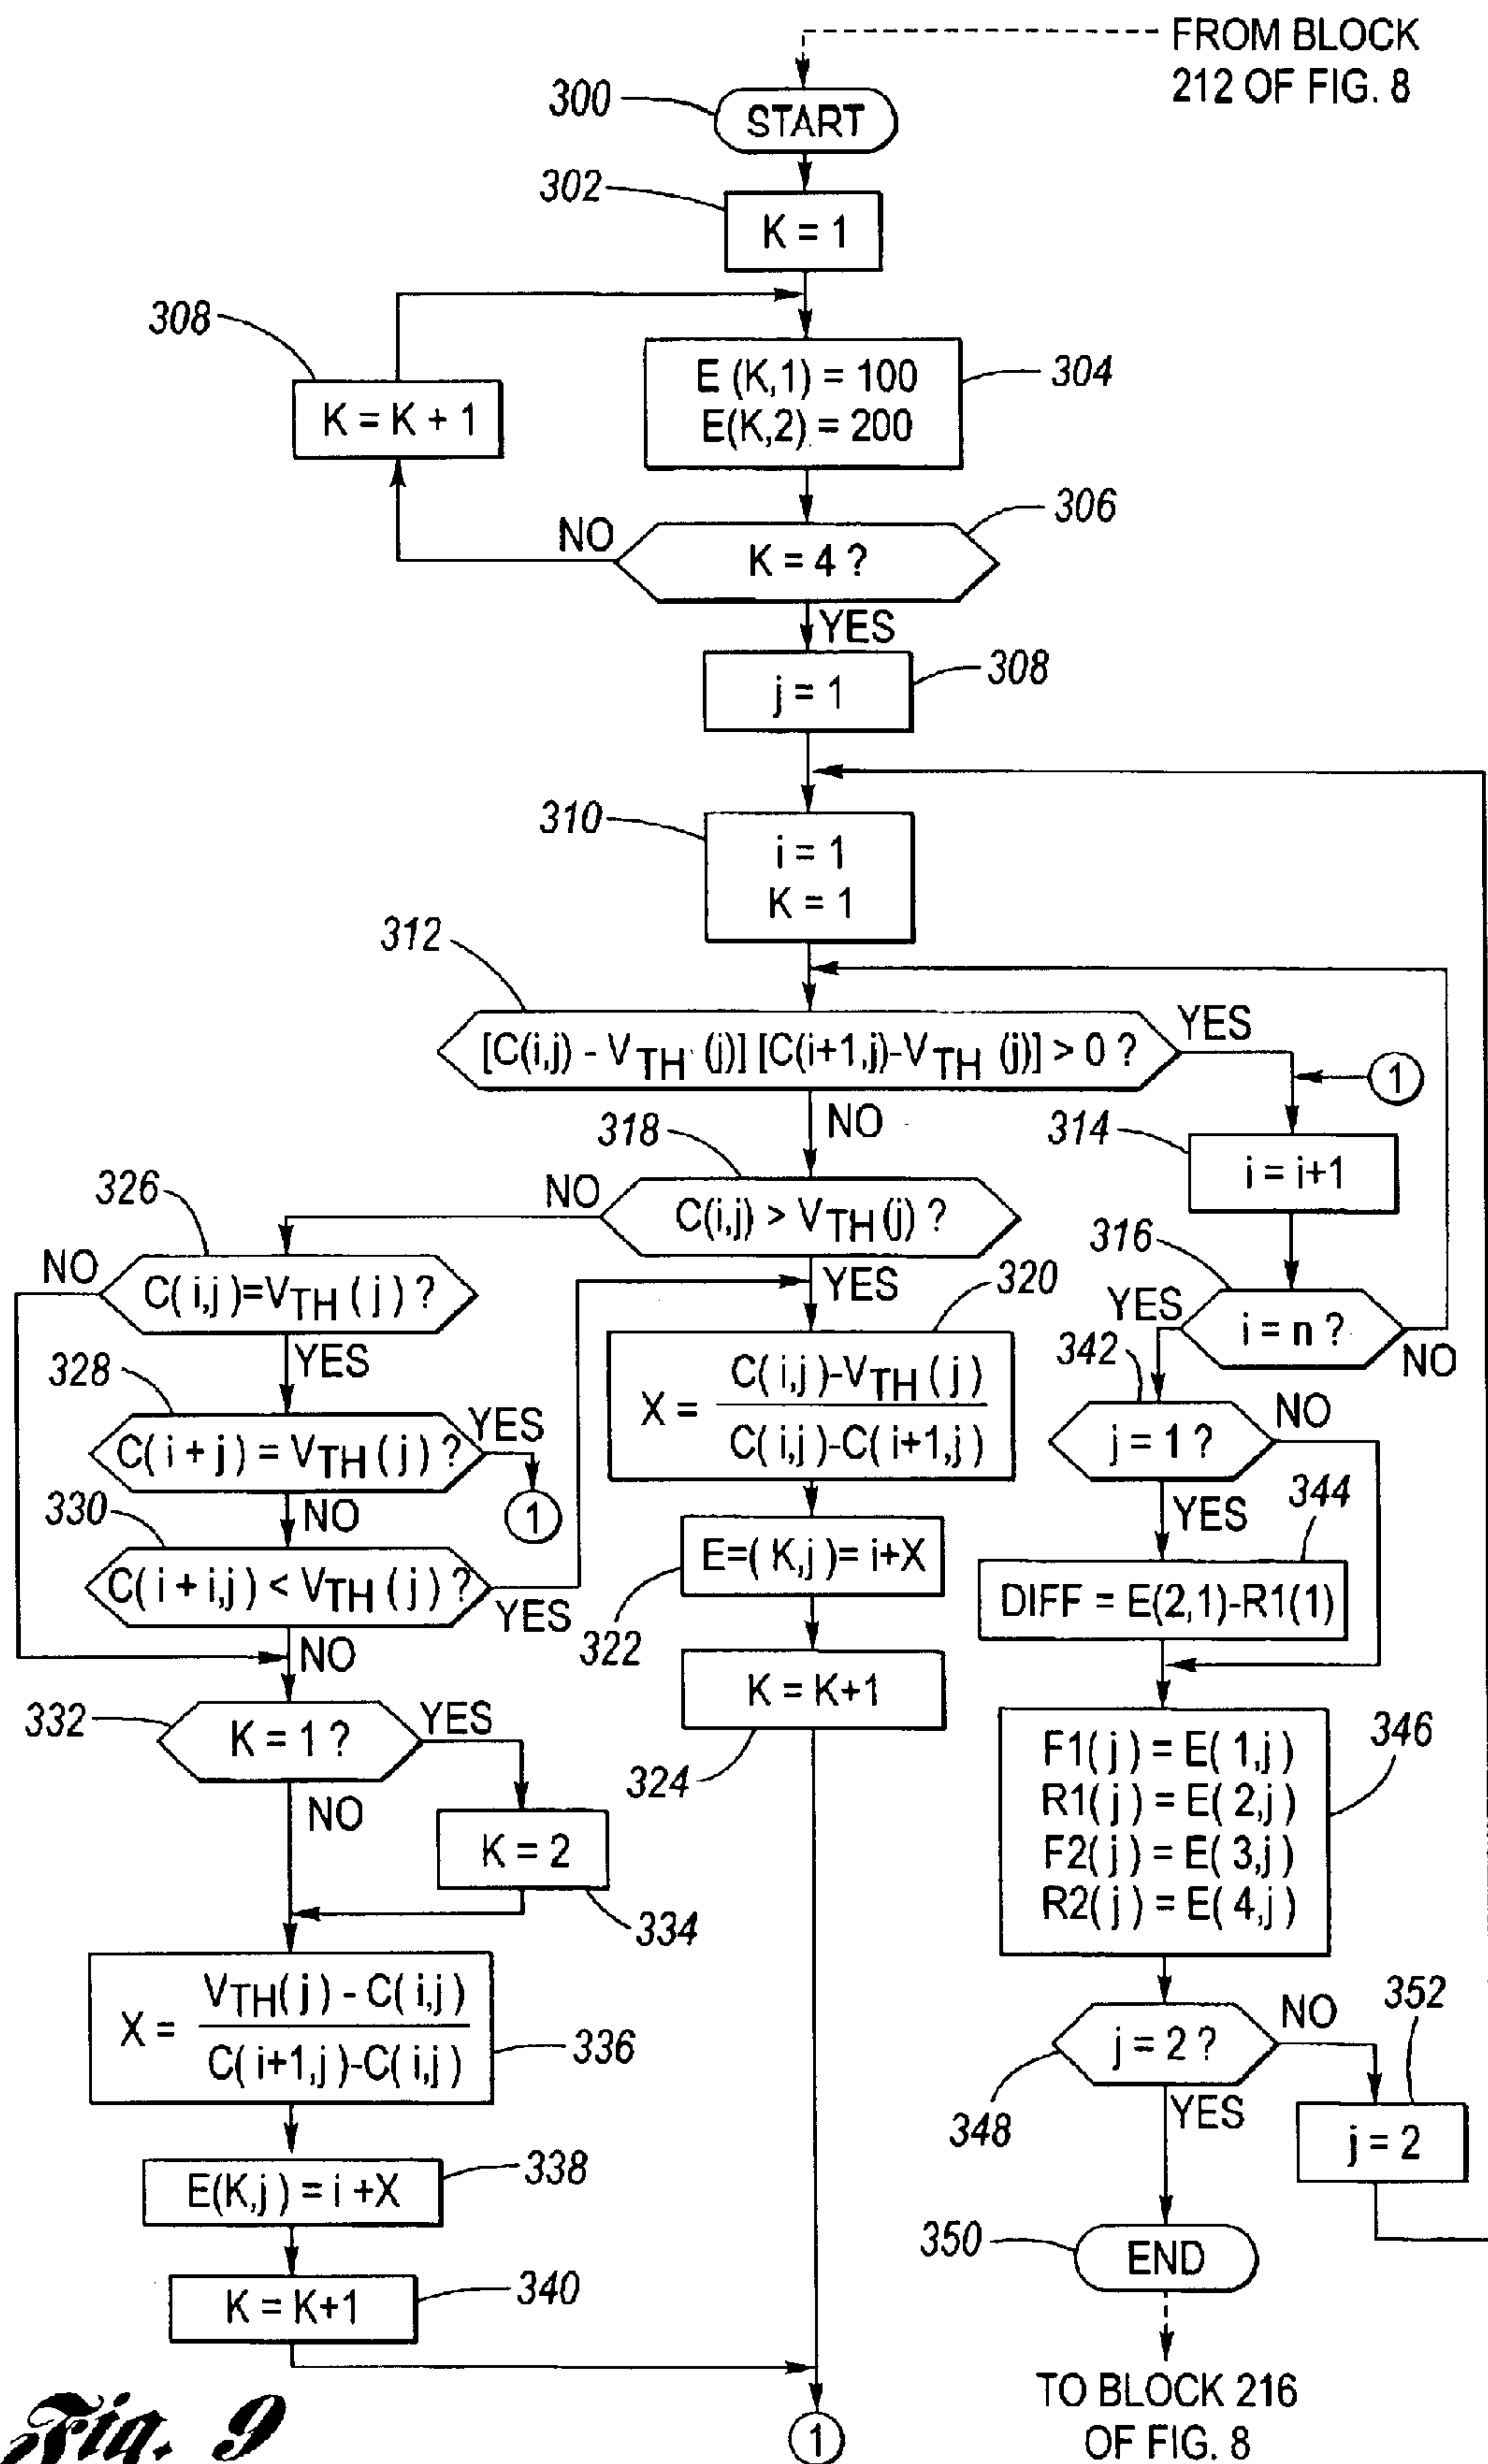 FROM BLOCK
212 OF FIG. 8
300
START
302
K = 1
308
K = K + 1
E (K,1) = 100
E(K,2) = 200
304
306
NO
K = 4 ?
YES
308
j = 1
310
i = 1
K = 1
312
[C(i,j) - VTH (j)] [C(i+1,j)-VTH (j)] > 0 ?
YES
1
NO
314
i = i+1
318
NO
C(i,j) > VTH (j) ?
YES
316
YES
i = n ?
NO
326
NO
C( i,j )=VTH ( j ) ?
YES
320
X = C( i,j )-VTH ( j )
C( i,j )-C( i+1,j )
342
j = 1 ?
NO
YES
328
C( i + j ) = VTH ( j ) ?
YES
1
NO
344
DIFF = E(2,1)-R1(1)
330
C( i + i,j ) < VTH ( j ) ?
YES
NO
E=( K,j )= i+X
322
K = K+1
324
332
K = 1 ?
YES
NO
K = 2
334
F1( j ) = E( 1,j )
R1( j ) = E( 2,j )
F2( j ) = E( 3,j )
R2( j ) = E( 4,j )
346
X = VTH( j ) - C( i,j )
C( i+1,j )-C( i,j )
336
j = 2 ?
NO
352
348
YES
j = 2
E(K,j ) = i +X
338
350
END
K = K+1
340
1
TO BLOCK 216
OF FIG. 8
Fig. 9